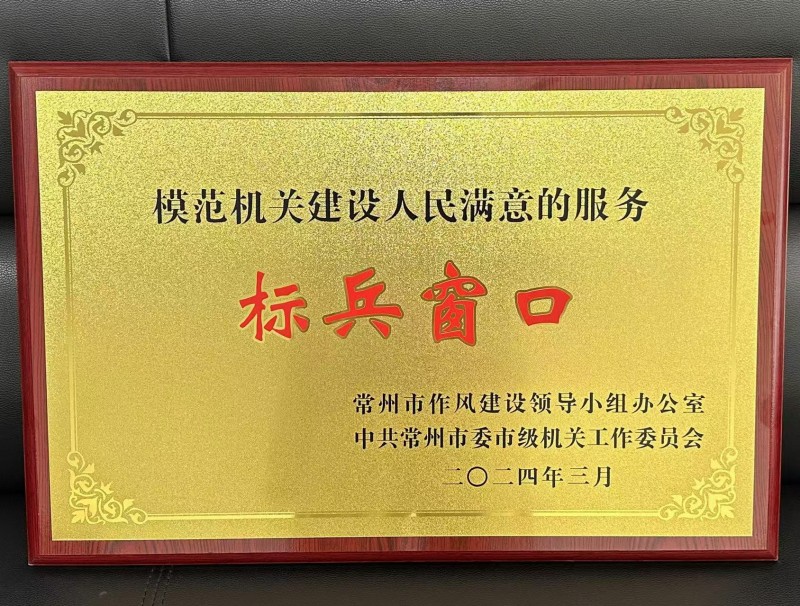 模范机关建设人民满意的服务
标兵窗口
常州市作风建设领导小组办公室
中共常州市委市级机关工作委员会
二〇二四年三月